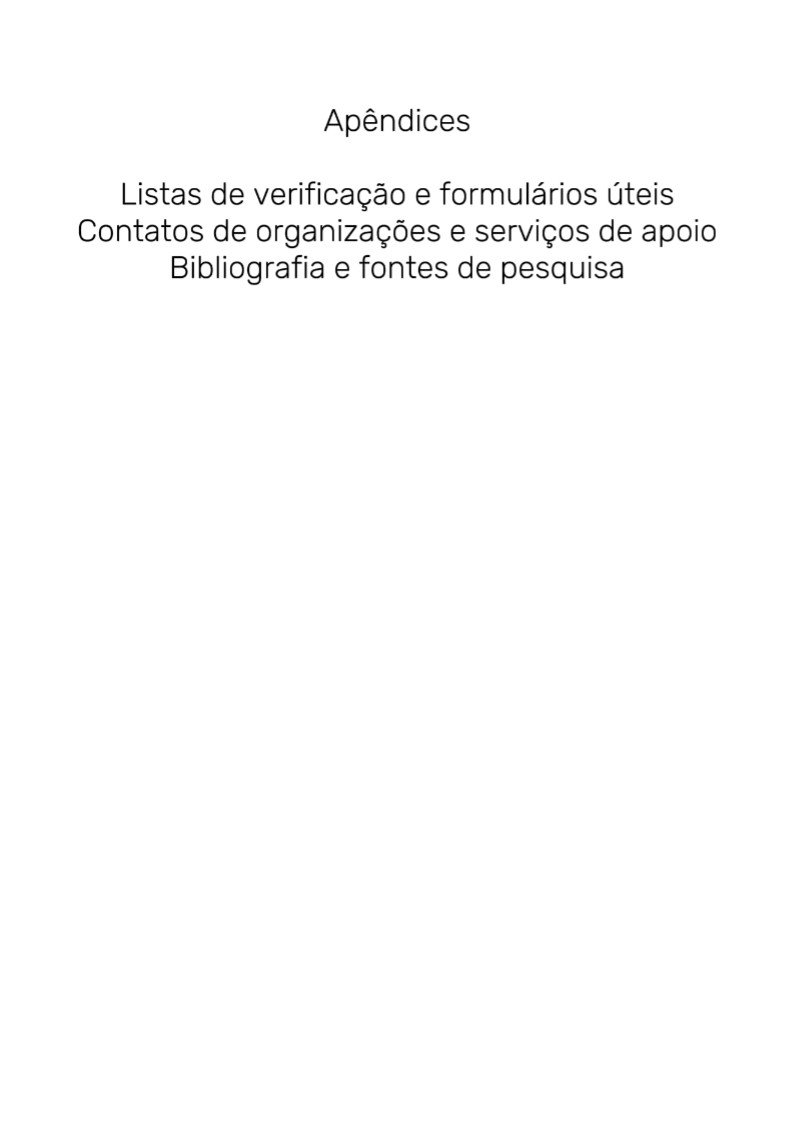 Apêndices
Listas de verificação e formulários úteis
Contatos de organizações e serviços de apoio
Bibliografia e fontes de pesquisa